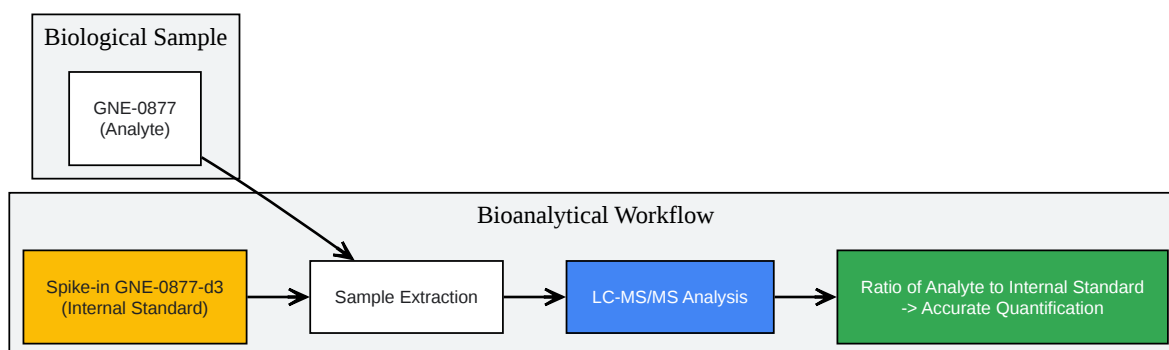 Biological Sample
GNE-0877
(Analyte)
Bioanalytical Workflow
Spike-in GNE-0877-d3
(Internal Standard)
Sample Extraction
LC-MS/MS Analysis
Ratio of Analyte to Internal Standard
-> Accurate Quantification